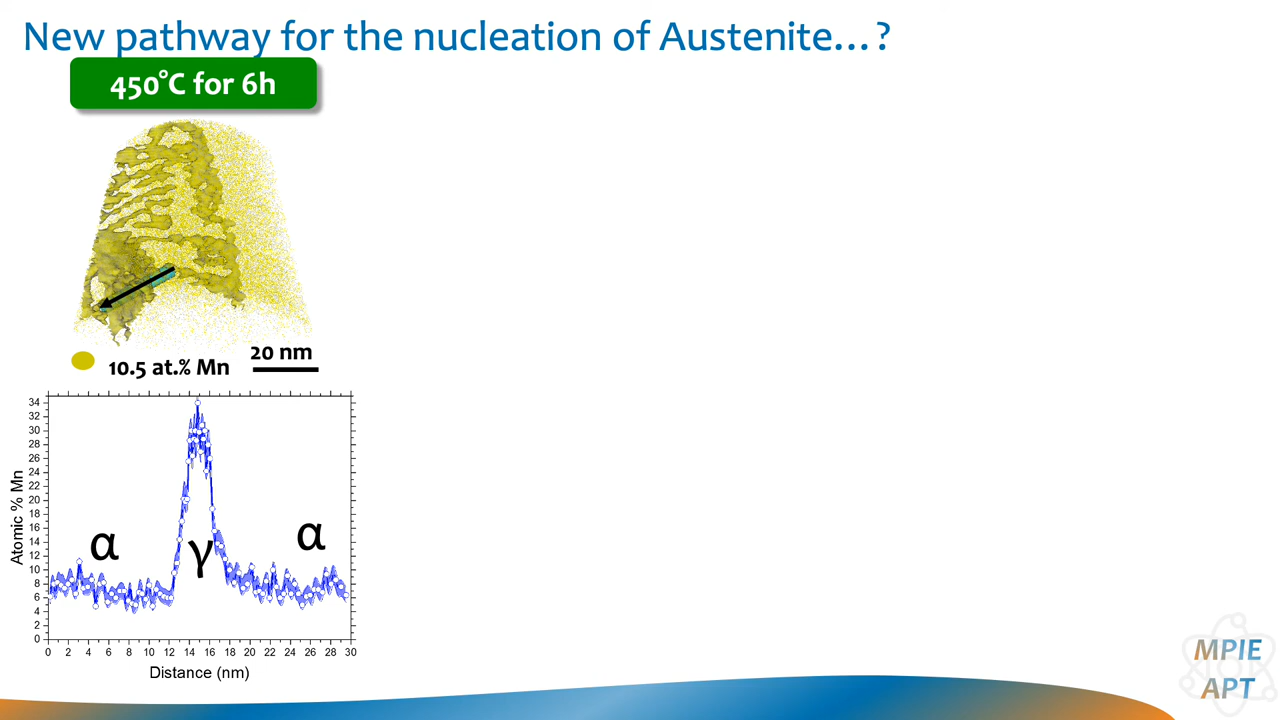 New pathway for the nucleation of Austenite...?
450°C for 6h
20 nm
10.5 at.% Mn
34
32
30
28
26
24
22
20
18
16
14
12
10
8
6
4
2
0
Atomic % Mn
α
γ
α
0 2 4 6 8 10 12 14 16 18 20 22 24 26 28 30
Distance (nm)
MPIE
APT